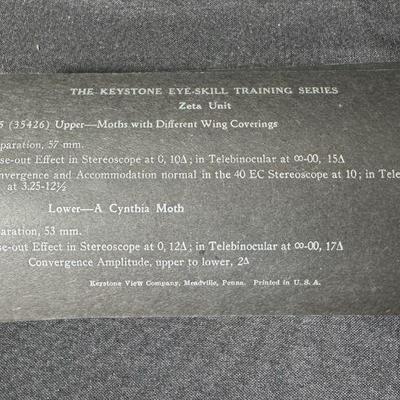 THE KEYSTONE EYE-SKILL TRAINING SERIES
Zeta Unit
5 (35426) Upper—Moths with Different Wing Coverings
paration, 57 mm.
se-out Effect in Stereoscope at 0, 10Δ; in Telebinocular at ∞-00, 15Δ
nvergence and Accommodation normal in the 40 EC Stereoscope at 10; in Tele
at 3.25-12½
Lower—A Cynthia Moth
aration, 53 mm.
se-out Effect in Stereoscope at 0, 12Δ; in Telebinocular at ∞-00, 17Δ
Convergence Amplitude, upper to lower, 2Δ
Keystone View Company, Meadville, Penna. Printed in U. S. A.